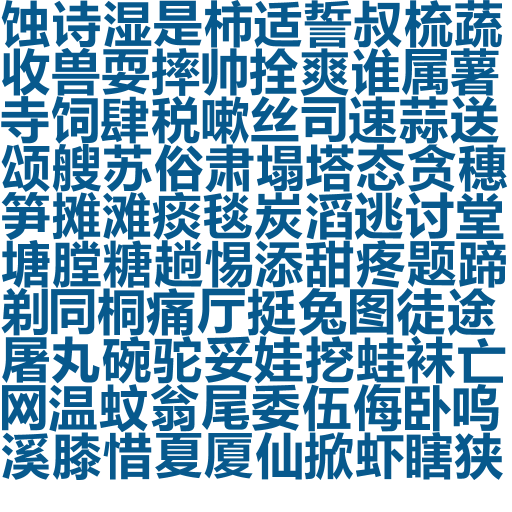 蚀诗湿是柿适誓叔梳蔬
收兽耍摔帅拴爽谁属薯
寺饲肆税嗽丝司速蒜送
颂艘苏俗肃塌塔态贪穗
笋摊滩痰毯炭滔逃讨堂
塘膛糖趟惕添甜疼题蹄
剃同桐痛厅挺兔图徒途
屠丸碗驼妥娃挖蛙袜亡
网温蚊翁尾委伍侮卧呜
溪膝惜夏厦仙掀虾瞎狭